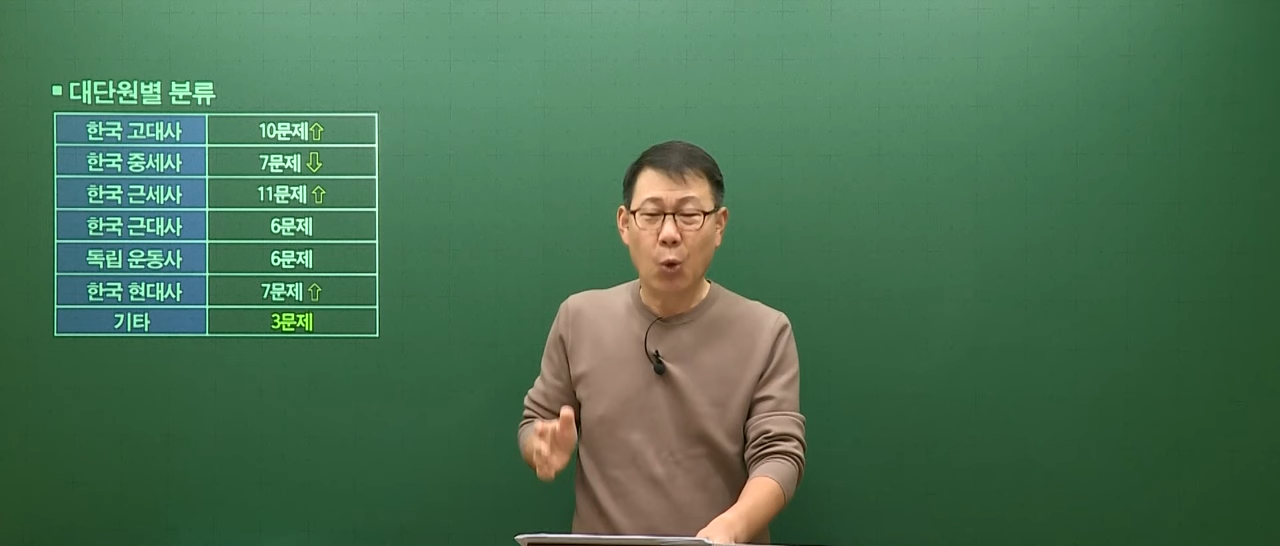 ▪ 대단원별 분류
한국 고대사 10문제⇧
한국 중세사 7문제⇩
한국 근세사 11문제⇧
한국 근대사 6문제
독립 운동사 6문제
한국 현대사 7문제⇧
기타 3문제